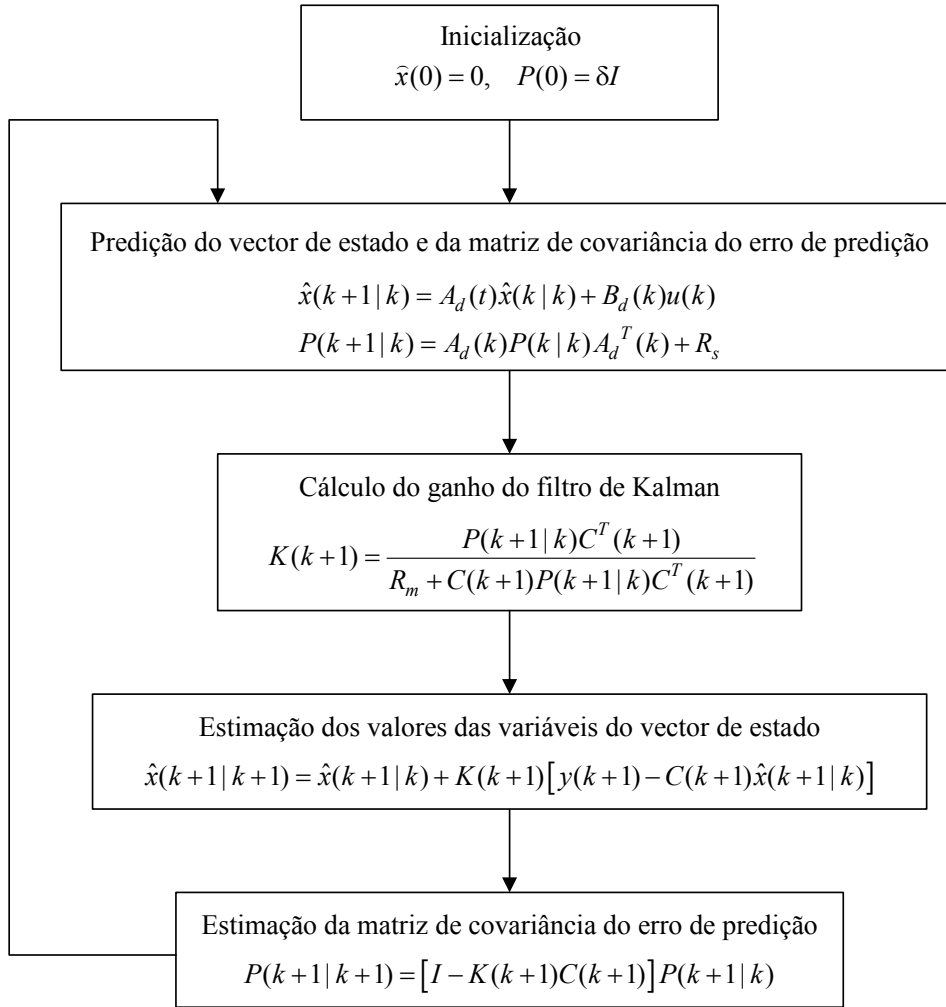 Inicialização
x̂(0) = 0, P(0) = δI
Predição do vector de estado e da matriz de covariância do erro de predição
x̂(k+1|k) = A_d(t)x̂(k|k) + B_d(k)u(k)
P(k+1|k) = A_d(k)P(k|k)A_d^T(k) + R_s
Cálculo do ganho do filtro de Kalman
K(k+1) = \frac{P(k+1|k)C^T(k+1)}{R_m + C(k+1)P(k+1|k)C^T(k+1)}
Estimação dos valores das variáveis do vector de estado
x̂(k+1|k+1) = x̂(k+1|k) + K(k+1)[y(k+1) − C(k+1)x̂(k+1|k)]
Estimação da matriz de covariância do erro de predição
P(k+1|k+1) = [I − K(k+1)C(k+1)]P(k+1|k)